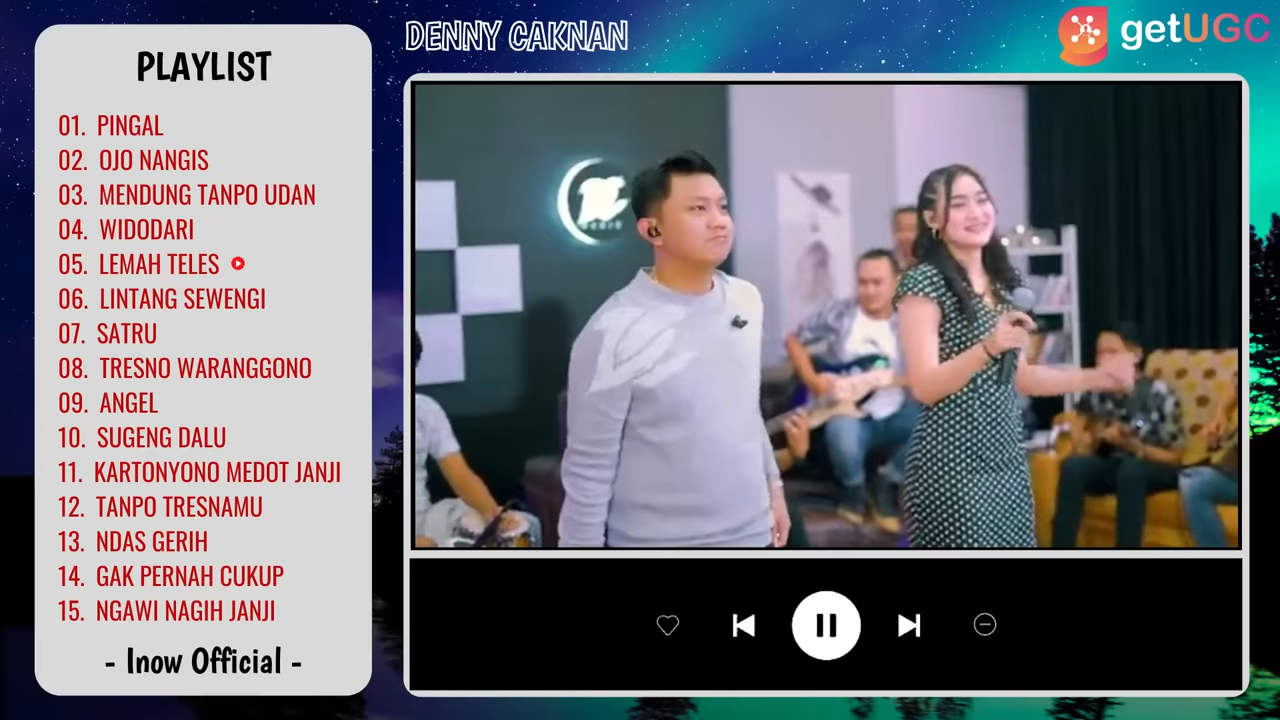 DENNY CAKNAN
getUGC
PLAYLIST
01. PINGAL
02. OJO NANGIS
03. MENDUNG TANPO UDAN
04. WIDODARI
05. LEMAH TELES
06. LINTANG SEWENGI
07. SATRU
08. TRESNO WARANGGONO
09. ANGEL
10. SUGENG DALU
11. KARTONYONO MEDOT JANJI
12. TANPO TRESNAMU
13. NDAS GERIH
14. GAK PERNAH CUKUP
15. NGAWI NAGIH JANJI
- Inow Official -